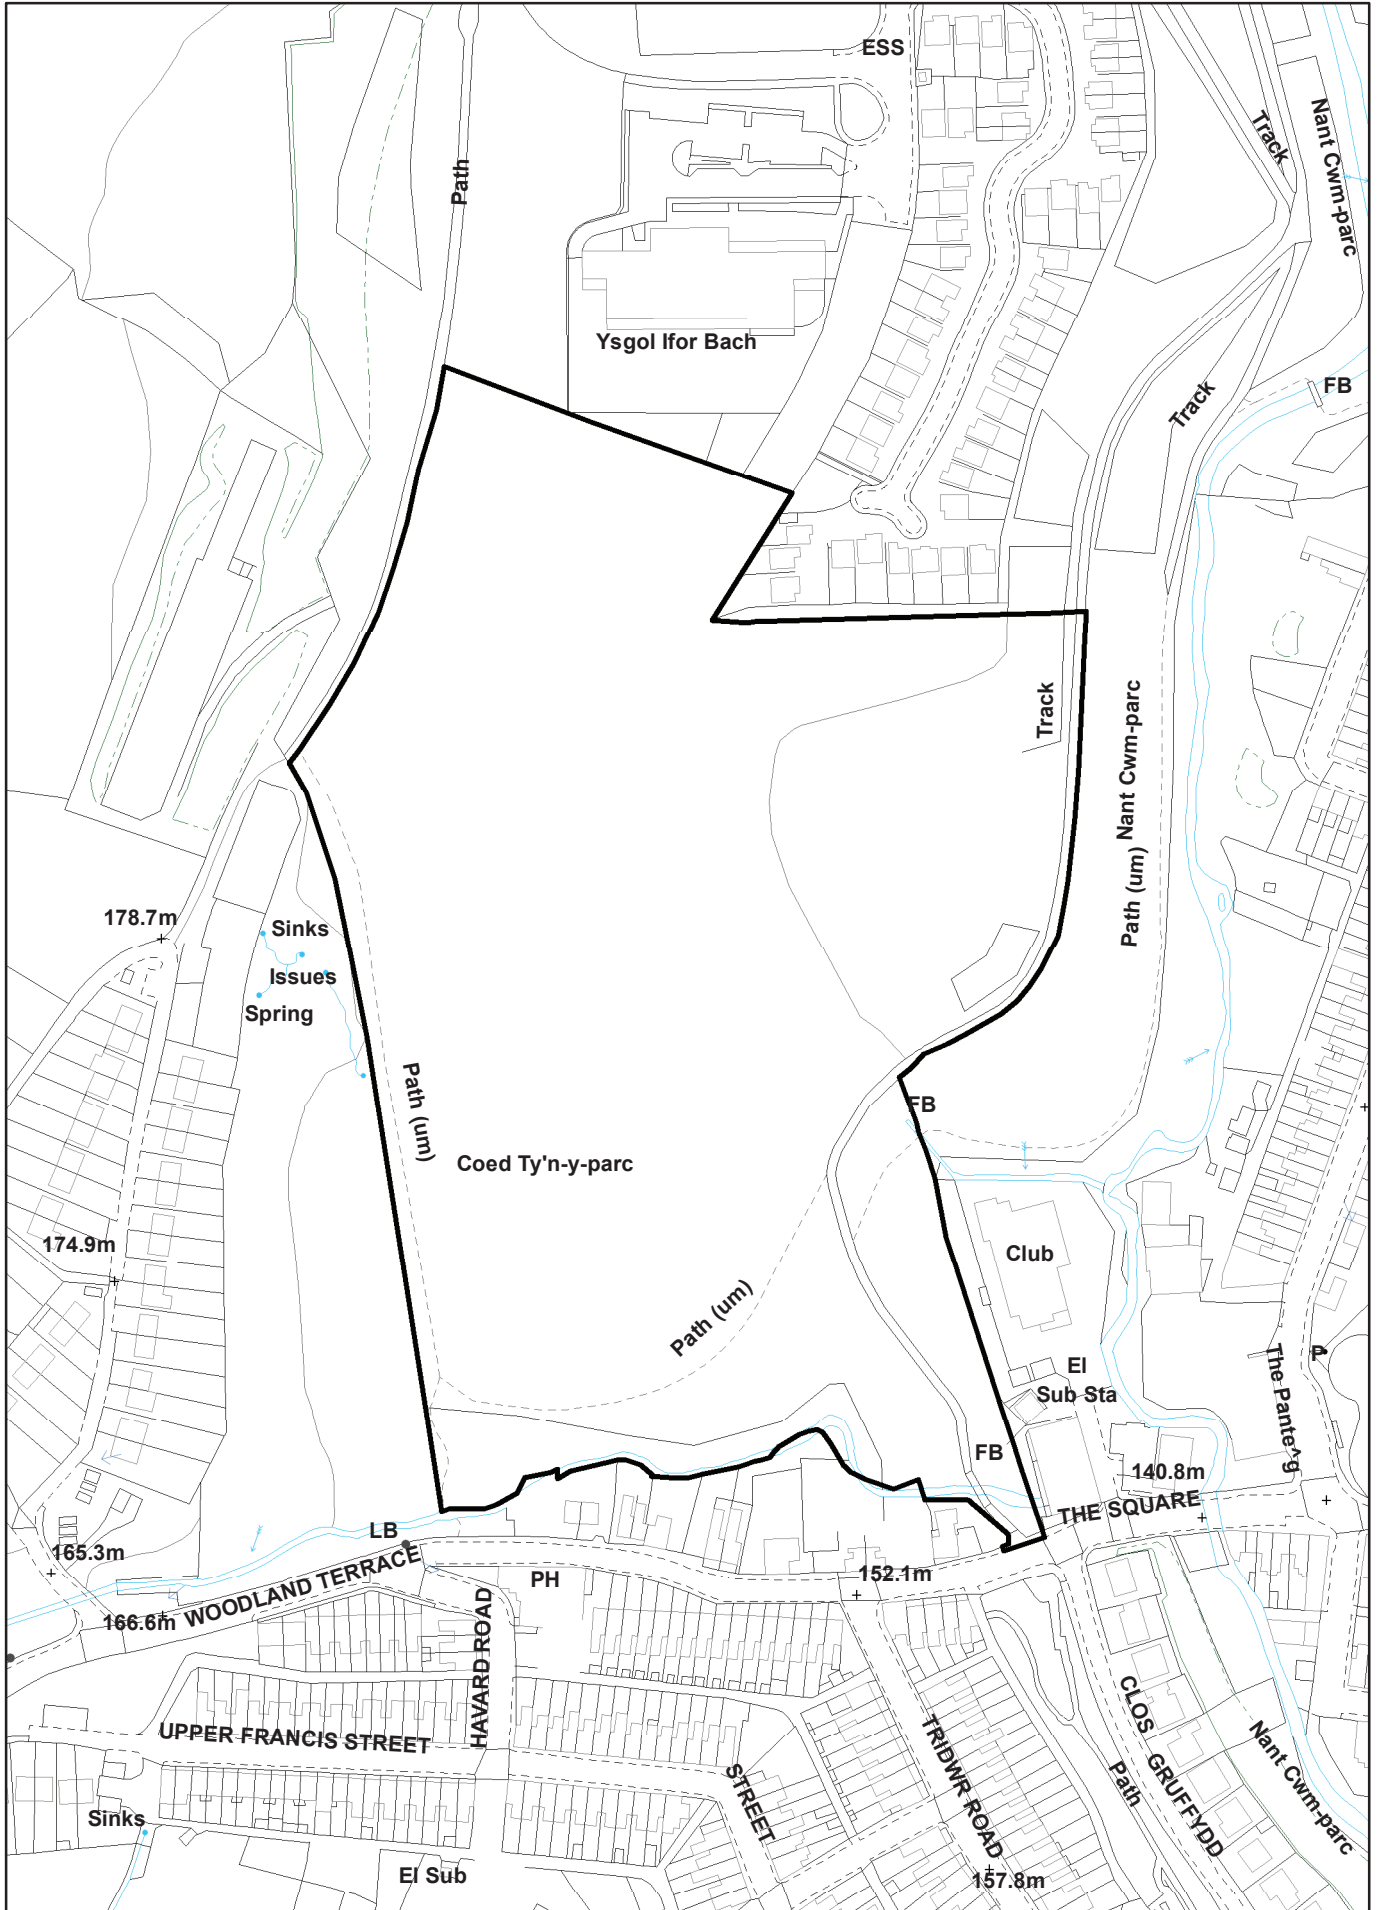 ESS
Track
Nant Cwm-parc
Path
Ysgol Ifor Bach
FB
Track
Track
Nant Cwm-parc
Path (um)
178.7m
Sinks
Issues
Spring
Path (um)
FB
Coed Ty'n-y-parc
174.9m
Club
Path (um)
El
Sub Sta
P
The Pante^g
FB
140.8m
THE SQUARE
LB
165.3m
WOODLAND TERRACE
PH
152.1m
166.6m
HAVARD ROAD
UPPER FRANCIS STREET
STREET
TRIDWR ROAD
CLOS GRUFFYDD
Path
Nant Cwm-parc
Sinks
El Sub
157.8m